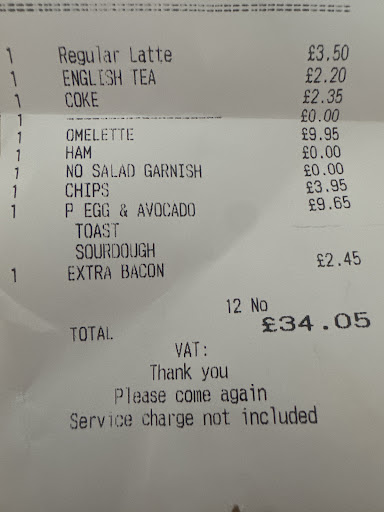 1 Regular Latte £3.50
1 ENGLISH TEA £2.20
1 COKE £2.35
1 -------------------- £0.00
1 OMELETTE £9.95
1 HAM £0.00
1 NO SALAD GARNISH £0.00
1 CHIPS £3.95
1 P EGG & AVOCADO £9.65
TOAST
SOURDOUGH
1 EXTRA BACON £2.45
12 No
TOTAL £34.05
VAT:
Thank you
Please come again
Service charge not included